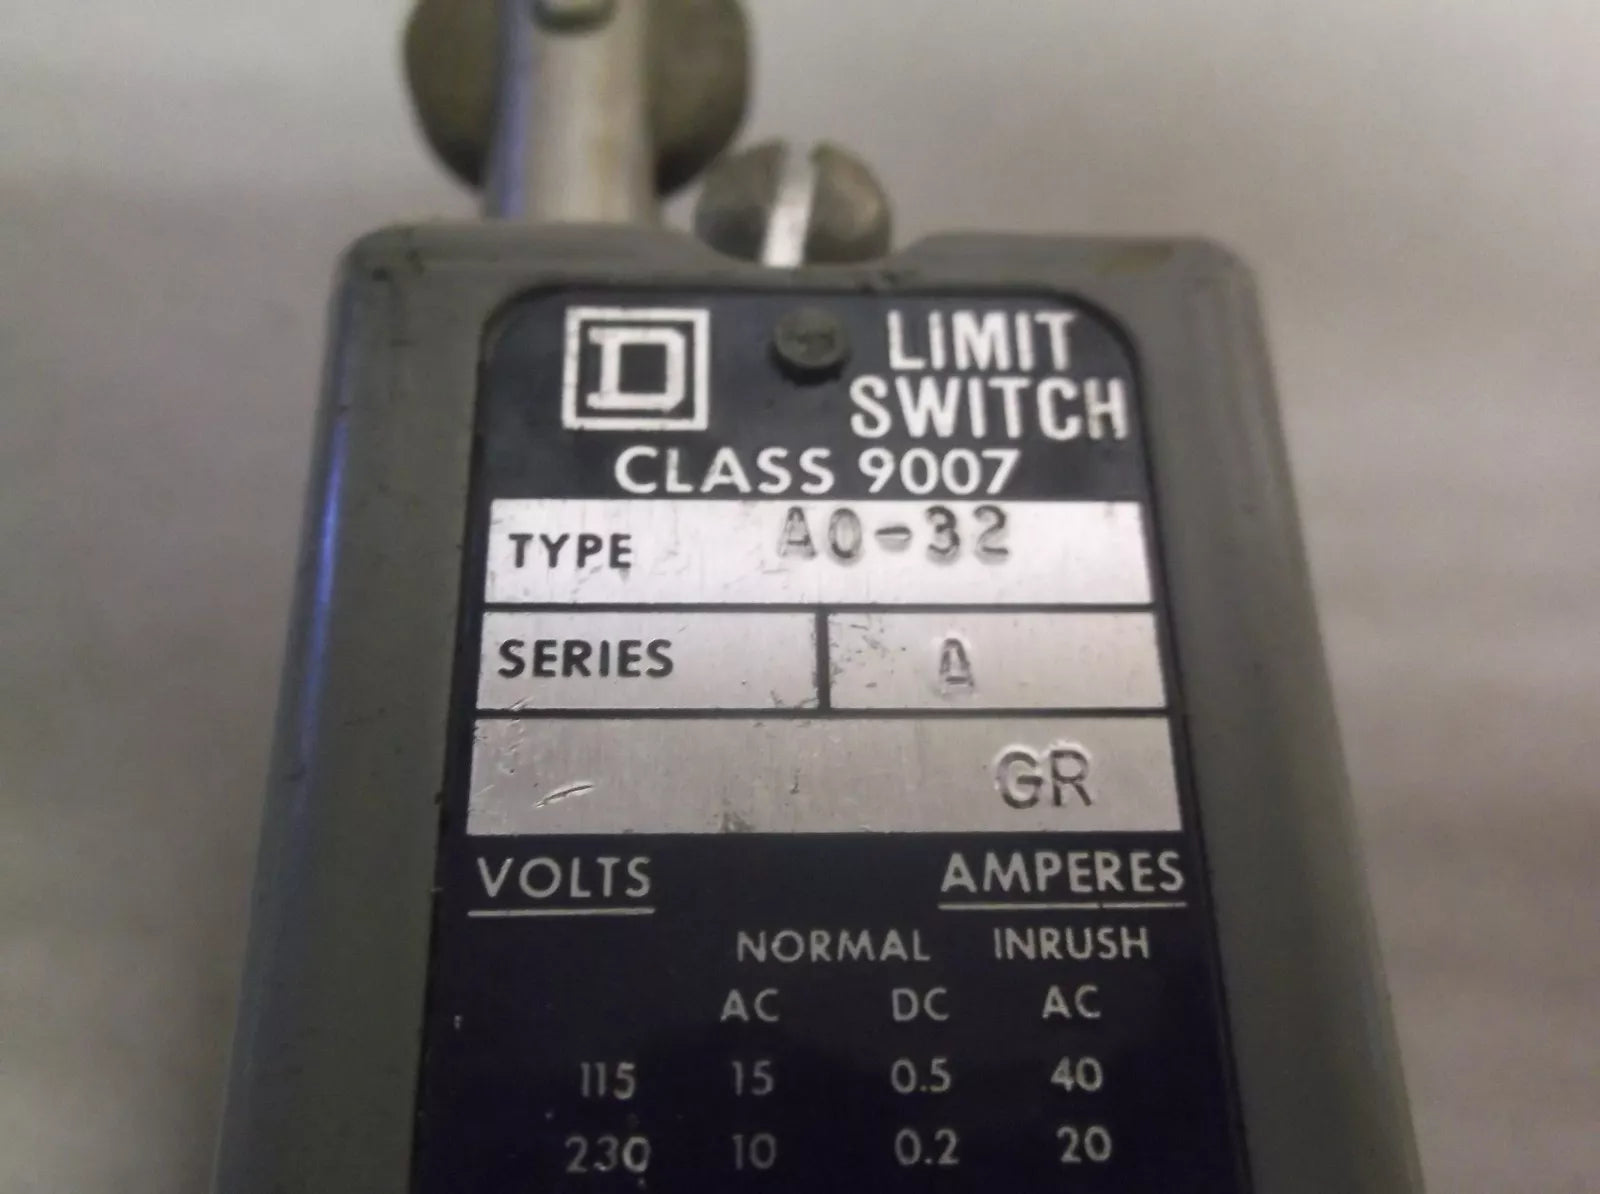 D
LIMIT
SWITCH
CLASS 9007
TYPE AO-32
SERIES A
GR
VOLTS AMPERES
NORMAL INRUSH
AC DC AC
115 15 0.5 40
230 10 0.2 20